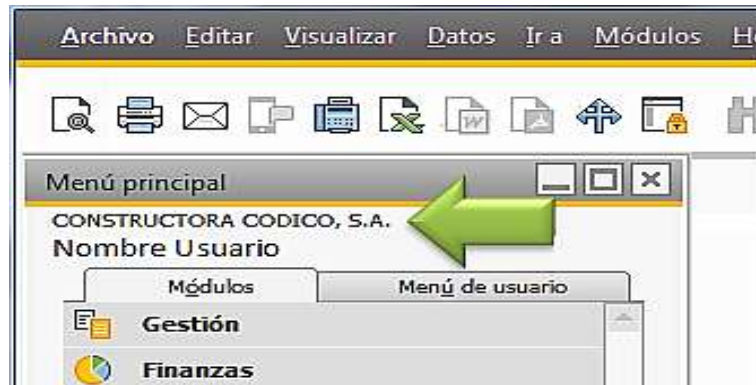 Archivo Editar Visualizar Datos Ir a Módulos
Menú principal
CONSTRUCTORA CODICO, S.A.
Nombre Usuario
Módulos Menú de usuario
Gestión
Finanzas